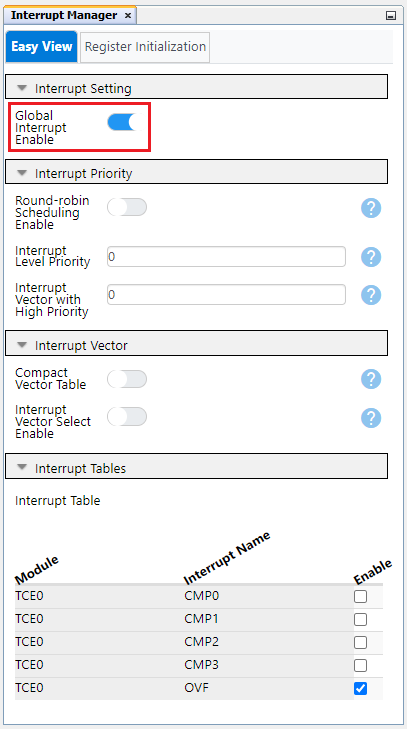 Interrupt Manager ×
Easy View
Register Initialization
Interrupt Setting
Global
Interrupt
Enable
Interrupt Priority
Round-robin
Scheduling
Enable
?
Interrupt
Level Priority
0
?
Interrupt
Vector with
High Priority
0
?
Interrupt Vector
Compact
Vector Table
?
Interrupt
Vector Select
Enable
?
Interrupt Tables
Interrupt Table
Module Interrupt Name Enable
TCE0 CMP0
TCE0 CMP1
TCE0 CMP2
TCE0 CMP3
TCE0 OVF